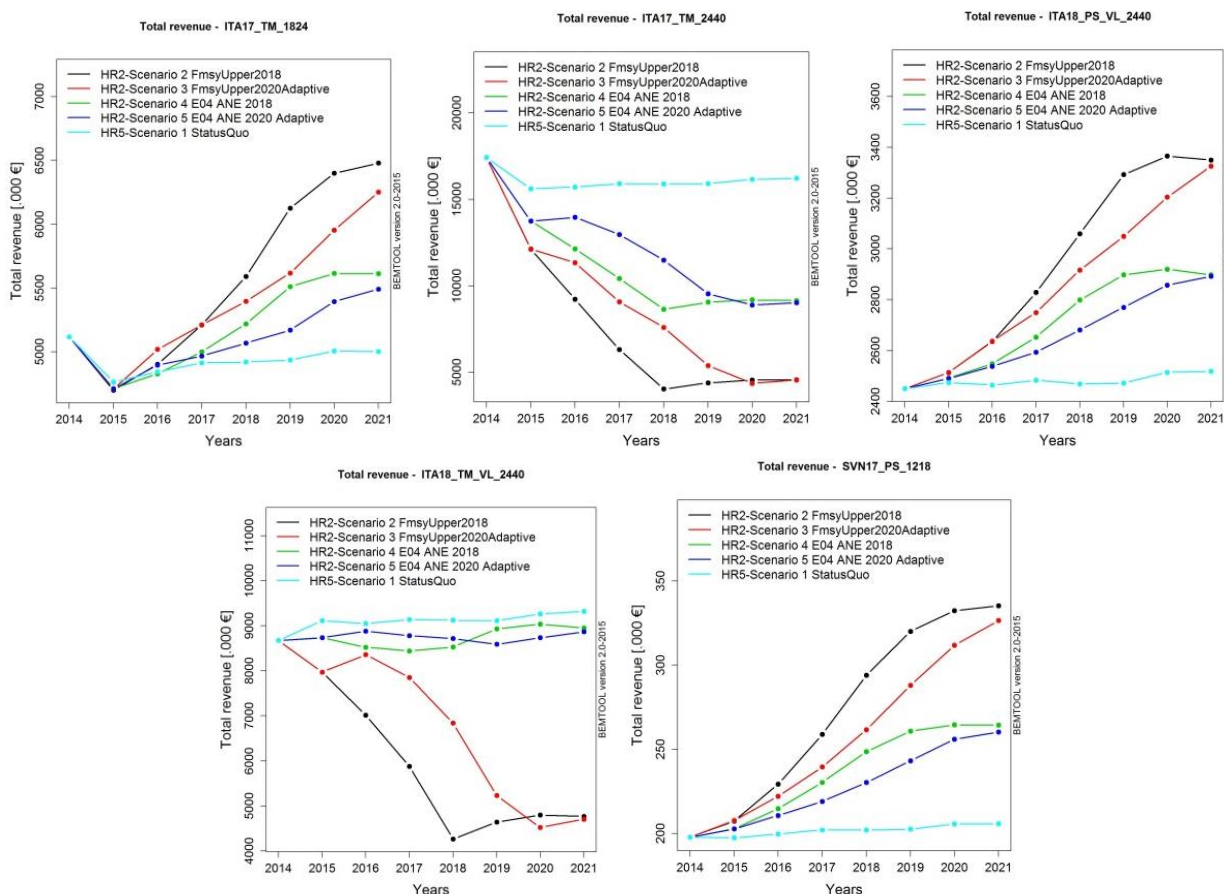 Total revenue - ITA17_TM_1824
HR2-Scenario 2 FmsyUpper2018
HR2-Scenario 3 FmsyUpper2020Adaptive
HR2-Scenario 4 E04 ANE 2018
HR2-Scenario 5 E04 ANE 2020 Adaptive
HR5-Scenario 1 StatusQuo
Total revenue [.000 €]
7000
6500
6000
5500
5000
2014 2015 2016 2017 2018 2019 2020 2021
Years
BEMTOOL version 2.0-2015
Total revenue - ITA17_TM_2440
HR2-Scenario 2 FmsyUpper2018
HR2-Scenario 3 FmsyUpper2020Adaptive
HR2-Scenario 4 E04 ANE 2018
HR2-Scenario 5 E04 ANE 2020 Adaptive
HR5-Scenario 1 StatusQuo
Total revenue [.000 €]
20000
15000
10000
5000
2014 2015 2016 2017 2018 2019 2020 2021
Years
BEMTOOL version 2.0-2015
Total revenue - ITA18_PS_VL_2440
HR2-Scenario 2 FmsyUpper2018
HR2-Scenario 3 FmsyUpper2020Adaptive
HR2-Scenario 4 E04 ANE 2018
HR2-Scenario 5 E04 ANE 2020 Adaptive
HR5-Scenario 1 StatusQuo
Total revenue [.000 €]
3600
3400
3200
3000
2800
2600
2400
2014 2015 2016 2017 2018 2019 2020 2021
Years
Total revenue - ITA18_TM_VL_2440
HR2-Scenario 2 FmsyUpper2018
HR2-Scenario 3 FmsyUpper2020Adaptive
HR2-Scenario 4 E04 ANE 2018
HR2-Scenario 5 E04 ANE 2020 Adaptive
HR5-Scenario 1 StatusQuo
Total revenue [.000 €]
11000
10000
9000
8000
7000
6000
5000
4000
2014 2015 2016 2017 2018 2019 2020 2021
Years
BEMTOOL version 2.0-2015
Total revenue - SVN17_PS_1218
HR2-Scenario 2 FmsyUpper2018
HR2-Scenario 3 FmsyUpper2020Adaptive
HR2-Scenario 4 E04 ANE 2018
HR2-Scenario 5 E04 ANE 2020 Adaptive
HR5-Scenario 1 StatusQuo
Total revenue [.000 €]
350
300
250
200
2014 2015 2016 2017 2018 2019 2020 2021
Years
BEMTOOL version 2.0-2015